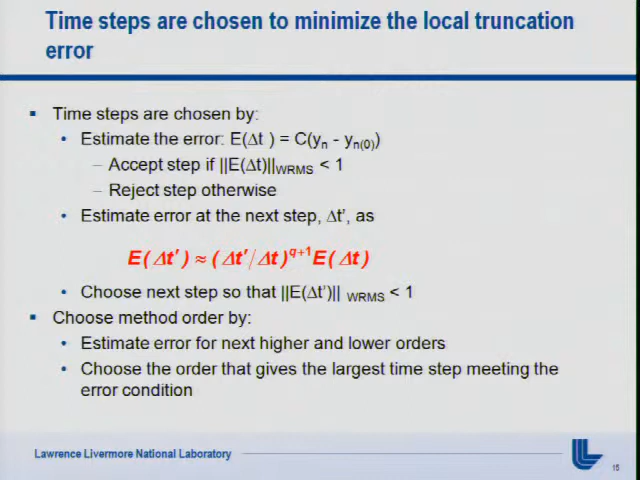 Time steps are chosen to minimize the local truncation
error
▪ Time steps are chosen by:
• Estimate the error: E(Δt ) = C(yn - yn(0))
– Accept step if ||E(Δt)||WRMS < 1
– Reject step otherwise
• Estimate error at the next step, Δt', as
E( Δt' ) ≈ ( Δt'/Δt )^q+1 E( Δt )
• Choose next step so that ||E(Δt')|| WRMS < 1
▪ Choose method order by:
• Estimate error for next higher and lower orders
• Choose the order that gives the largest time step meeting the
error condition
Lawrence Livermore National Laboratory
15